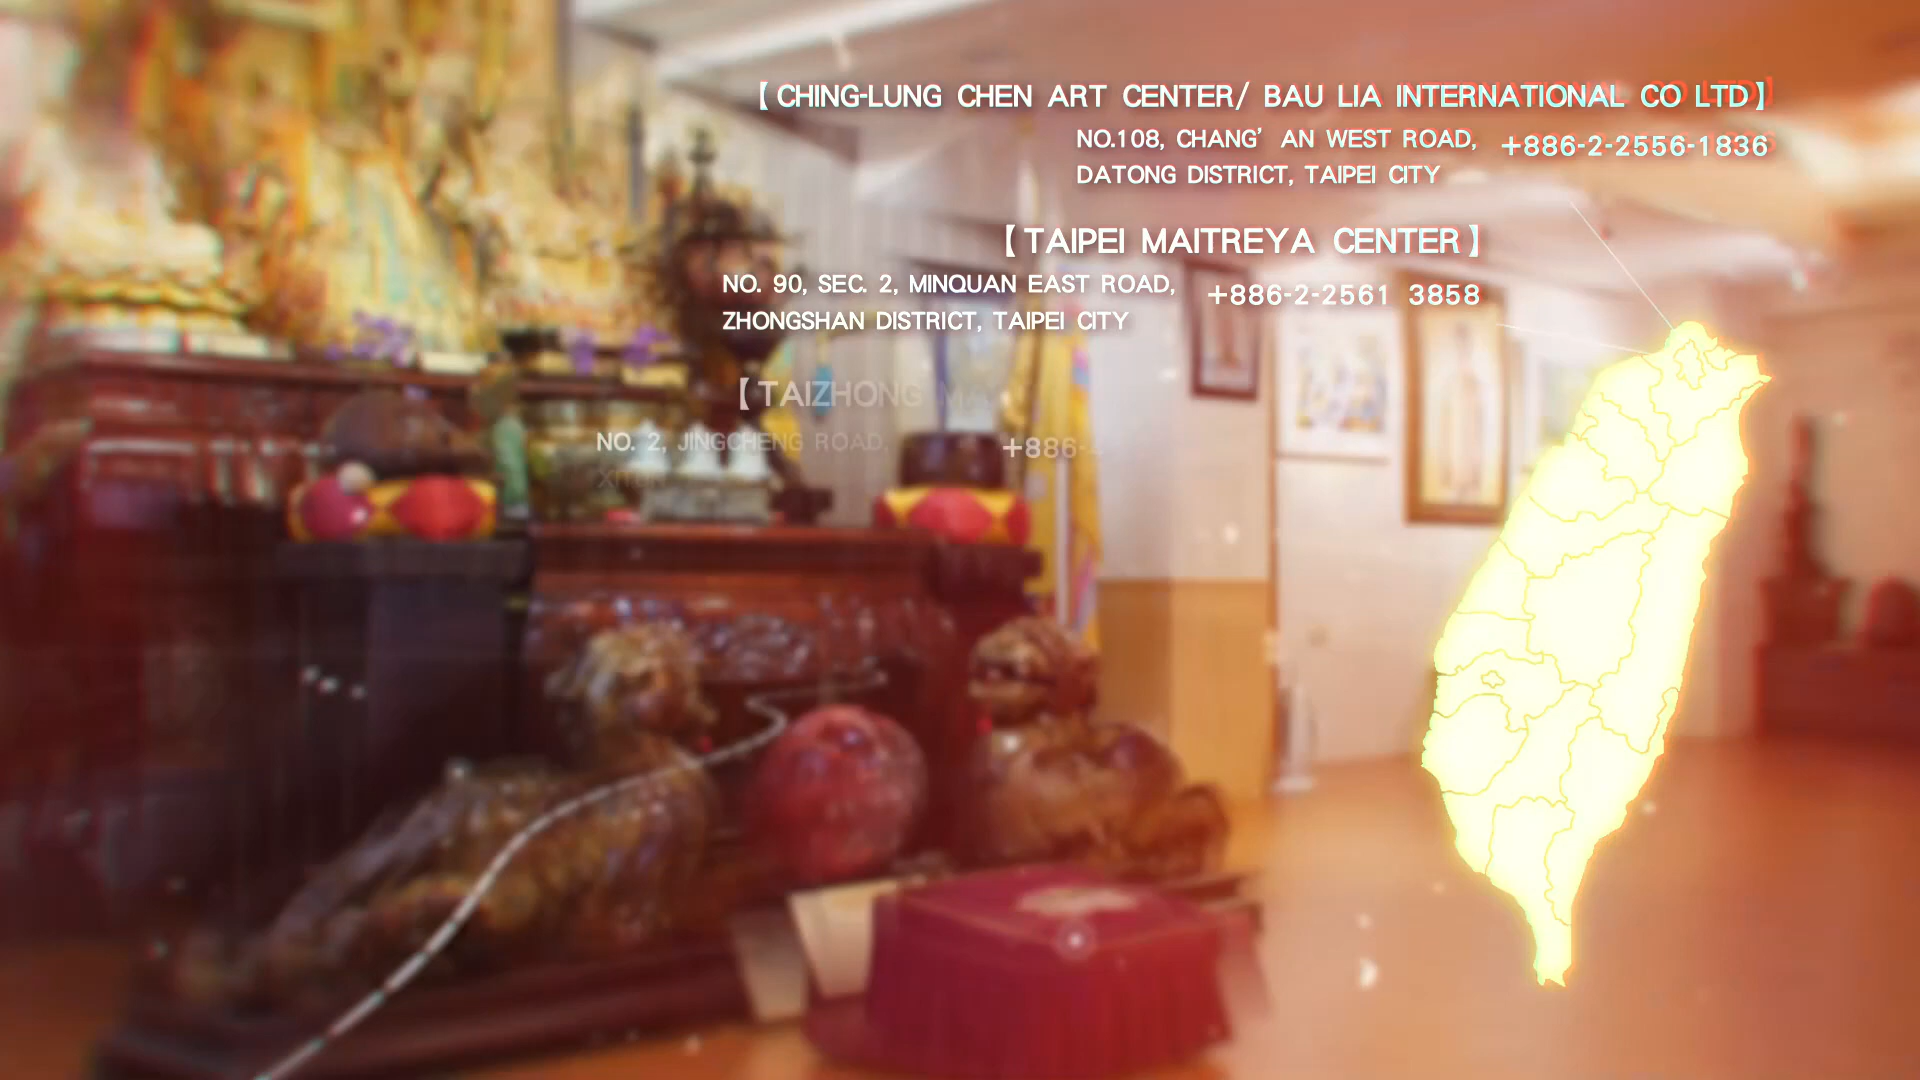 【CHING-LUNG CHEN ART CENTER/ BAU LIA INTERNATIONAL CO LTD】
NO.108, CHANG' AN WEST ROAD,
DATONG DISTRICT, TAIPEI CITY
+886-2-2556-1836
【TAIPEI MAITREYA CENTER】
NO. 90, SEC. 2, MINQUAN EAST ROAD,
ZHONGSHAN DISTRICT, TAIPEI CITY
+886-2-2561 3858
【TAIZHONG
NO. 2, JINGCHENG ROAD,
+886-